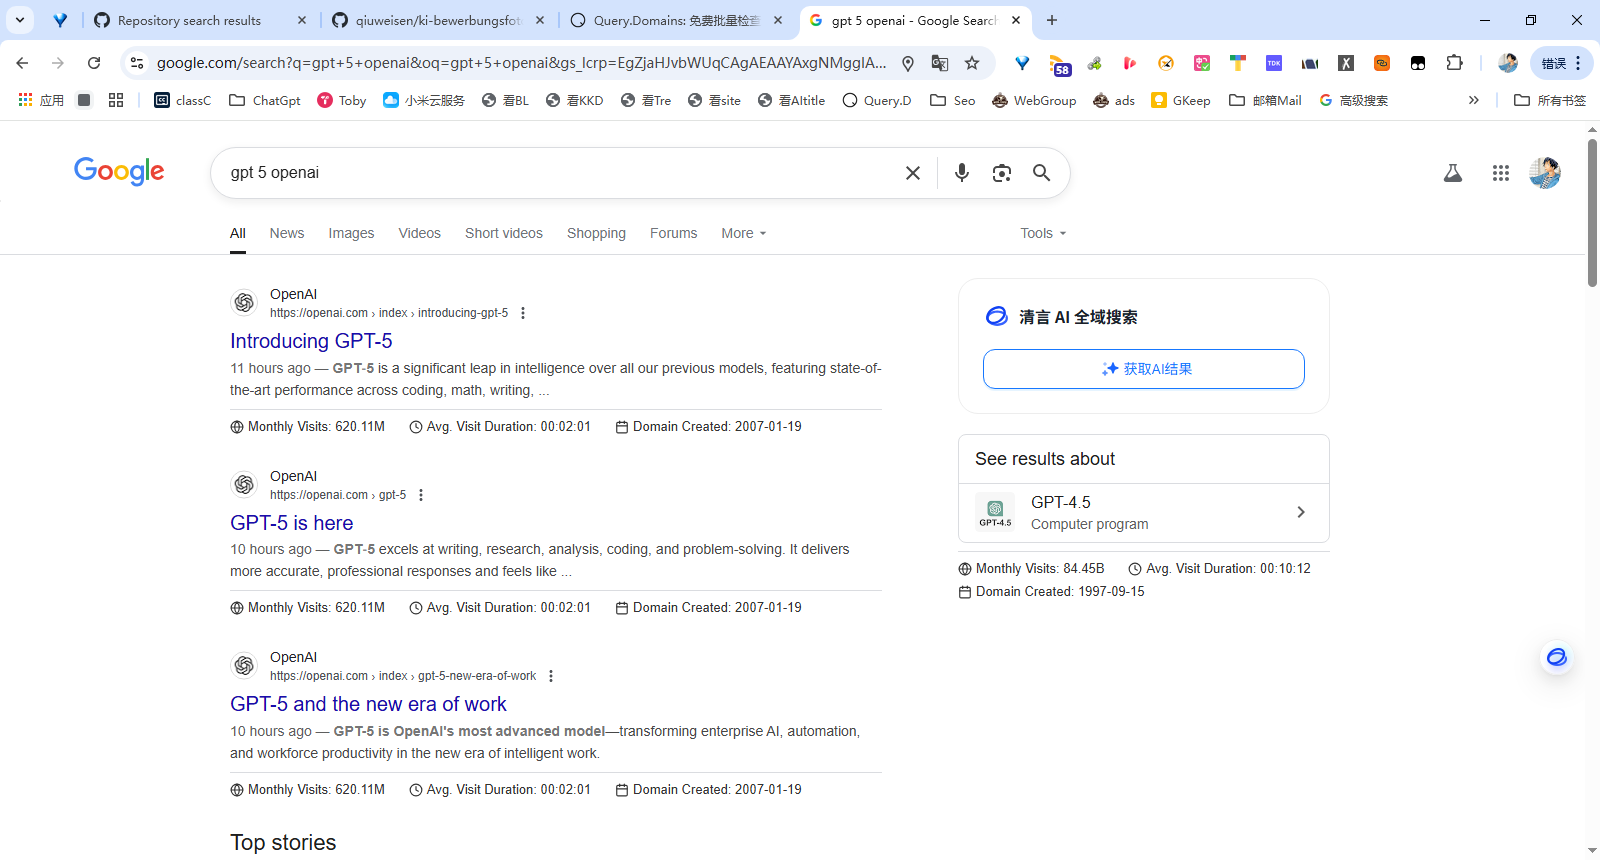 Repository search results
qiuweisen/ki-bewerbungsfoto
Query.Domains: 免费批量检查
gpt 5 openai - Google Search
google.com/search?q=gpt+5+openai&oq=gpt+5+openai&gs_lcrp=EgZjaHJvbWUqCAgAEAAYAxgNMggIA...
58
TDK
错误
应用
classC
ChatGpt
Toby
小米云服务
看BL
看KKD
看Tre
看site
看AItitle
Query.D
Seo
WebGroup
ads
GKeep
邮箱Mail
高级搜索
所有书签
Google
gpt 5 openai
All
News
Images
Videos
Short videos
Shopping
Forums
More
Tools
OpenAI
https://openai.com › index › introducing-gpt-5
Introducing GPT-5
11 hours ago — GPT-5 is a significant leap in intelligence over all our previous models, featuring state-of-
the-art performance across coding, math, writing, ...
Monthly Visits: 620.11M
Avg. Visit Duration: 00:02:01
Domain Created: 2007-01-19
OpenAI
https://openai.com › gpt-5
GPT-5 is here
10 hours ago — GPT-5 excels at writing, research, analysis, coding, and problem-solving. It delivers
more accurate, professional responses and feels like ...
Monthly Visits: 620.11M
Avg. Visit Duration: 00:02:01
Domain Created: 2007-01-19
OpenAI
https://openai.com › index › gpt-5-new-era-of-work
GPT-5 and the new era of work
10 hours ago — GPT-5 is OpenAI's most advanced model—transforming enterprise AI, automation,
and workforce productivity in the new era of intelligent work.
Monthly Visits: 620.11M
Avg. Visit Duration: 00:02:01
Domain Created: 2007-01-19
Top stories
清言 AI 全域搜索
获取AI结果
See results about
GPT-4.5
GPT-4.5
Computer program
Monthly Visits: 84.45B
Avg. Visit Duration: 00:10:12
Domain Created: 1997-09-15